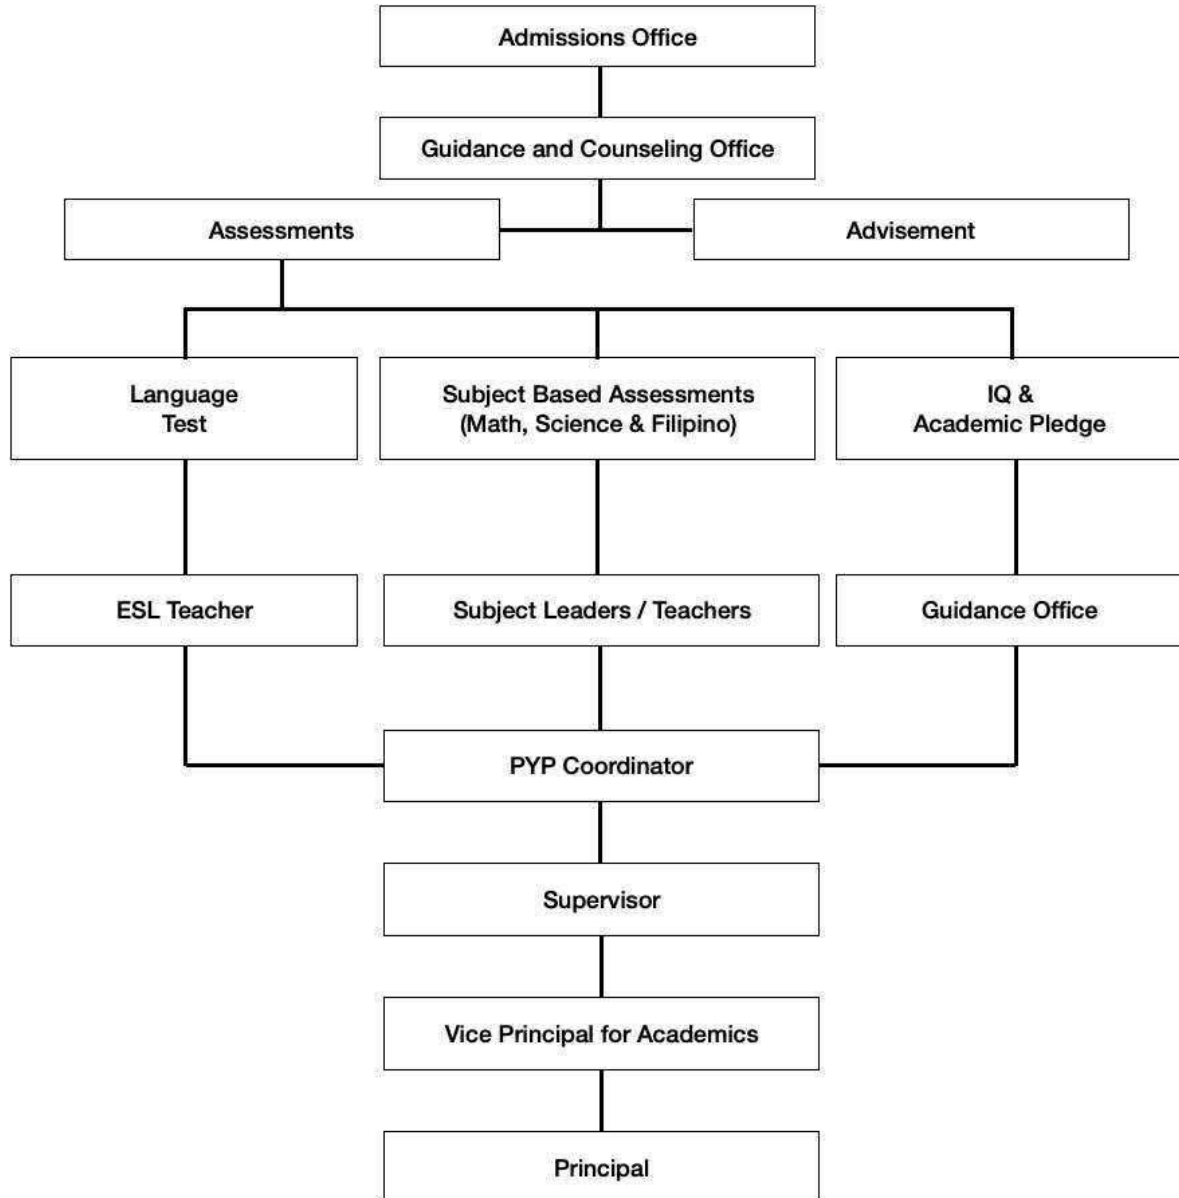 Admissions Office
Guidance and Counseling Office
Assessments
Advisement
Language
Test
Subject Based Assessments
(Math, Science & Filipino)
IQ &
Academic Pledge
ESL Teacher
Subject Leaders / Teachers
Guidance Office
PYP Coordinator
Supervisor
Vice Principal for Academics
Principal